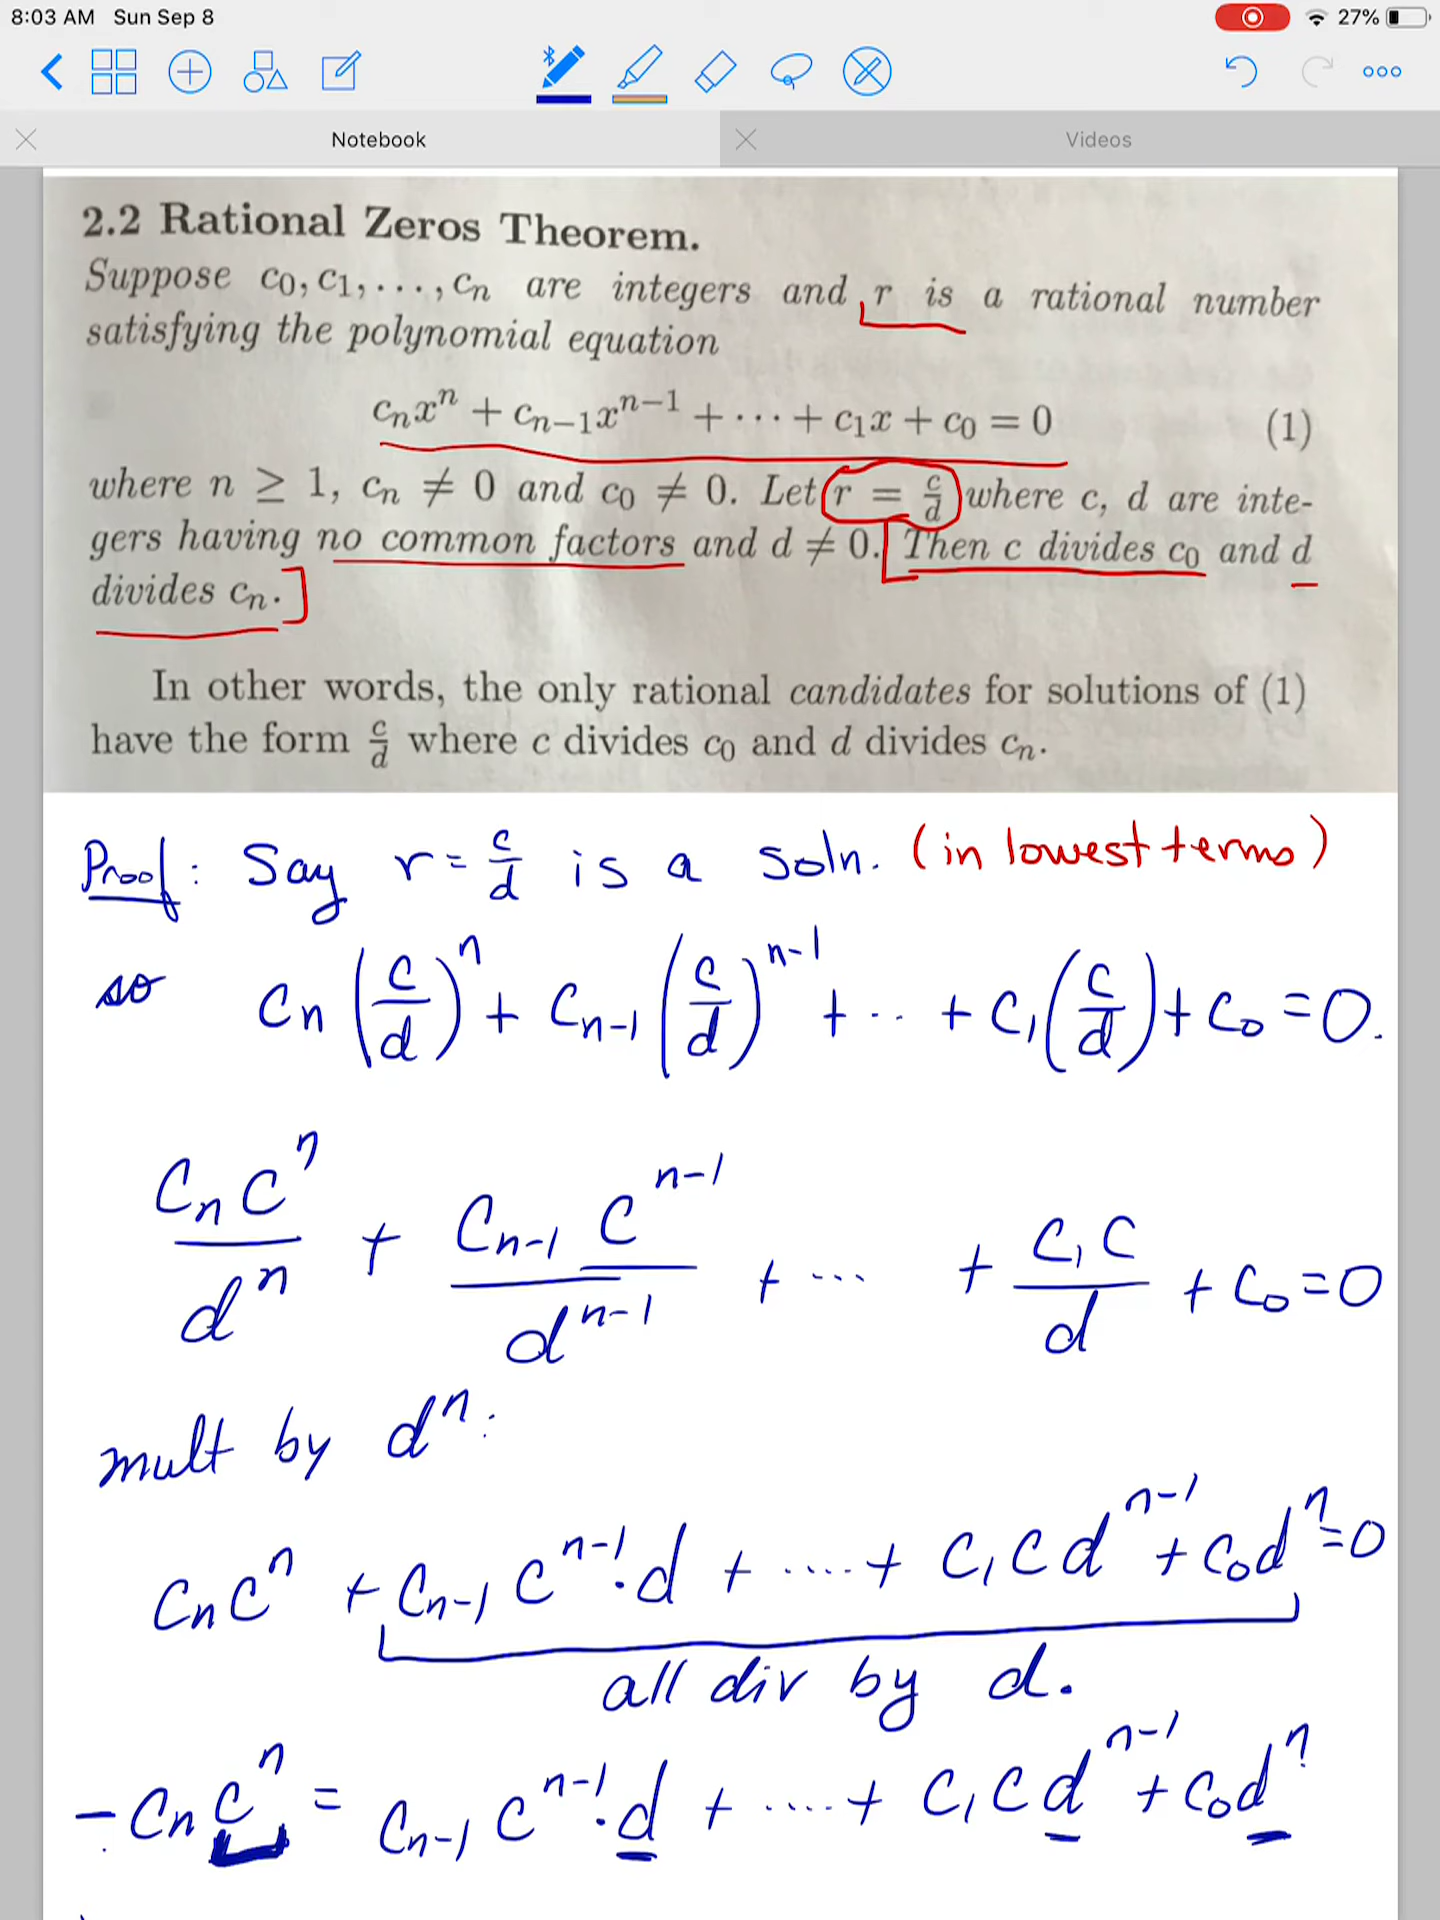 8:03 AM Sun Sep 8 27%
Notebook Videos
2.2 Rational Zeros Theorem.
Suppose c₀, c₁, . . . , cₙ are integers and r is a rational number
satisfying the polynomial equation
cₙxⁿ + cₙ₋₁xⁿ⁻¹ + · · · + c₁x + c₀ = 0 (1)
where n ≥ 1, cₙ ≠ 0 and c₀ ≠ 0. Let r = c/d where c, d are inte-
gers having no common factors and d ≠ 0. Then c divides c₀ and d
divides cₙ.
In other words, the only rational candidates for solutions of (1)
have the form c/d where c divides c₀ and d divides cₙ.
Proof: Say r = c/d is a soln. (in lowest terms)
so cₙ(c/d)ⁿ + cₙ₋₁(c/d)ⁿ⁻¹ + .. + c₁(c/d) + c₀ = 0.
cₙcⁿ/dⁿ + cₙ₋₁cⁿ⁻¹/dⁿ⁻¹ + ... + c₁c/d + c₀ = 0
mult by dⁿ:
cₙcⁿ + cₙ₋₁cⁿ⁻¹·d + .... + c₁cdⁿ⁻¹ + c₀dⁿ = 0
all div by d.
-cₙcⁿ = cₙ₋₁cⁿ⁻¹·d + .... + c₁cdⁿ⁻¹ + c₀dⁿ